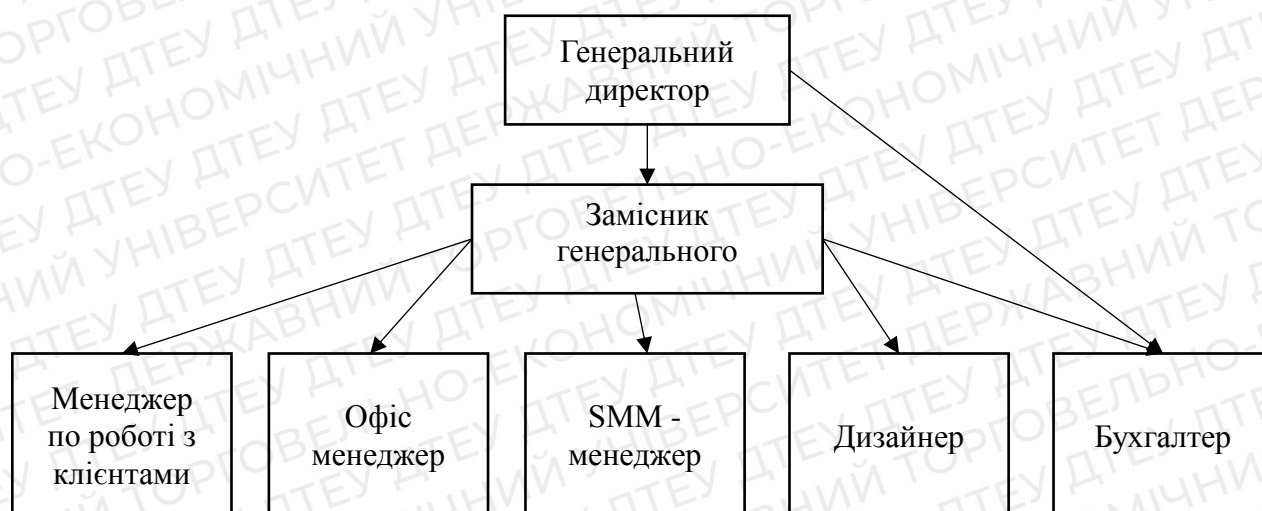 Генеральний
директор
Замісник
генерального
Менеджер
по роботі з
клієнтами
Офіс
менеджер
SMM -
менеджер
Дизайнер
Бухгалтер